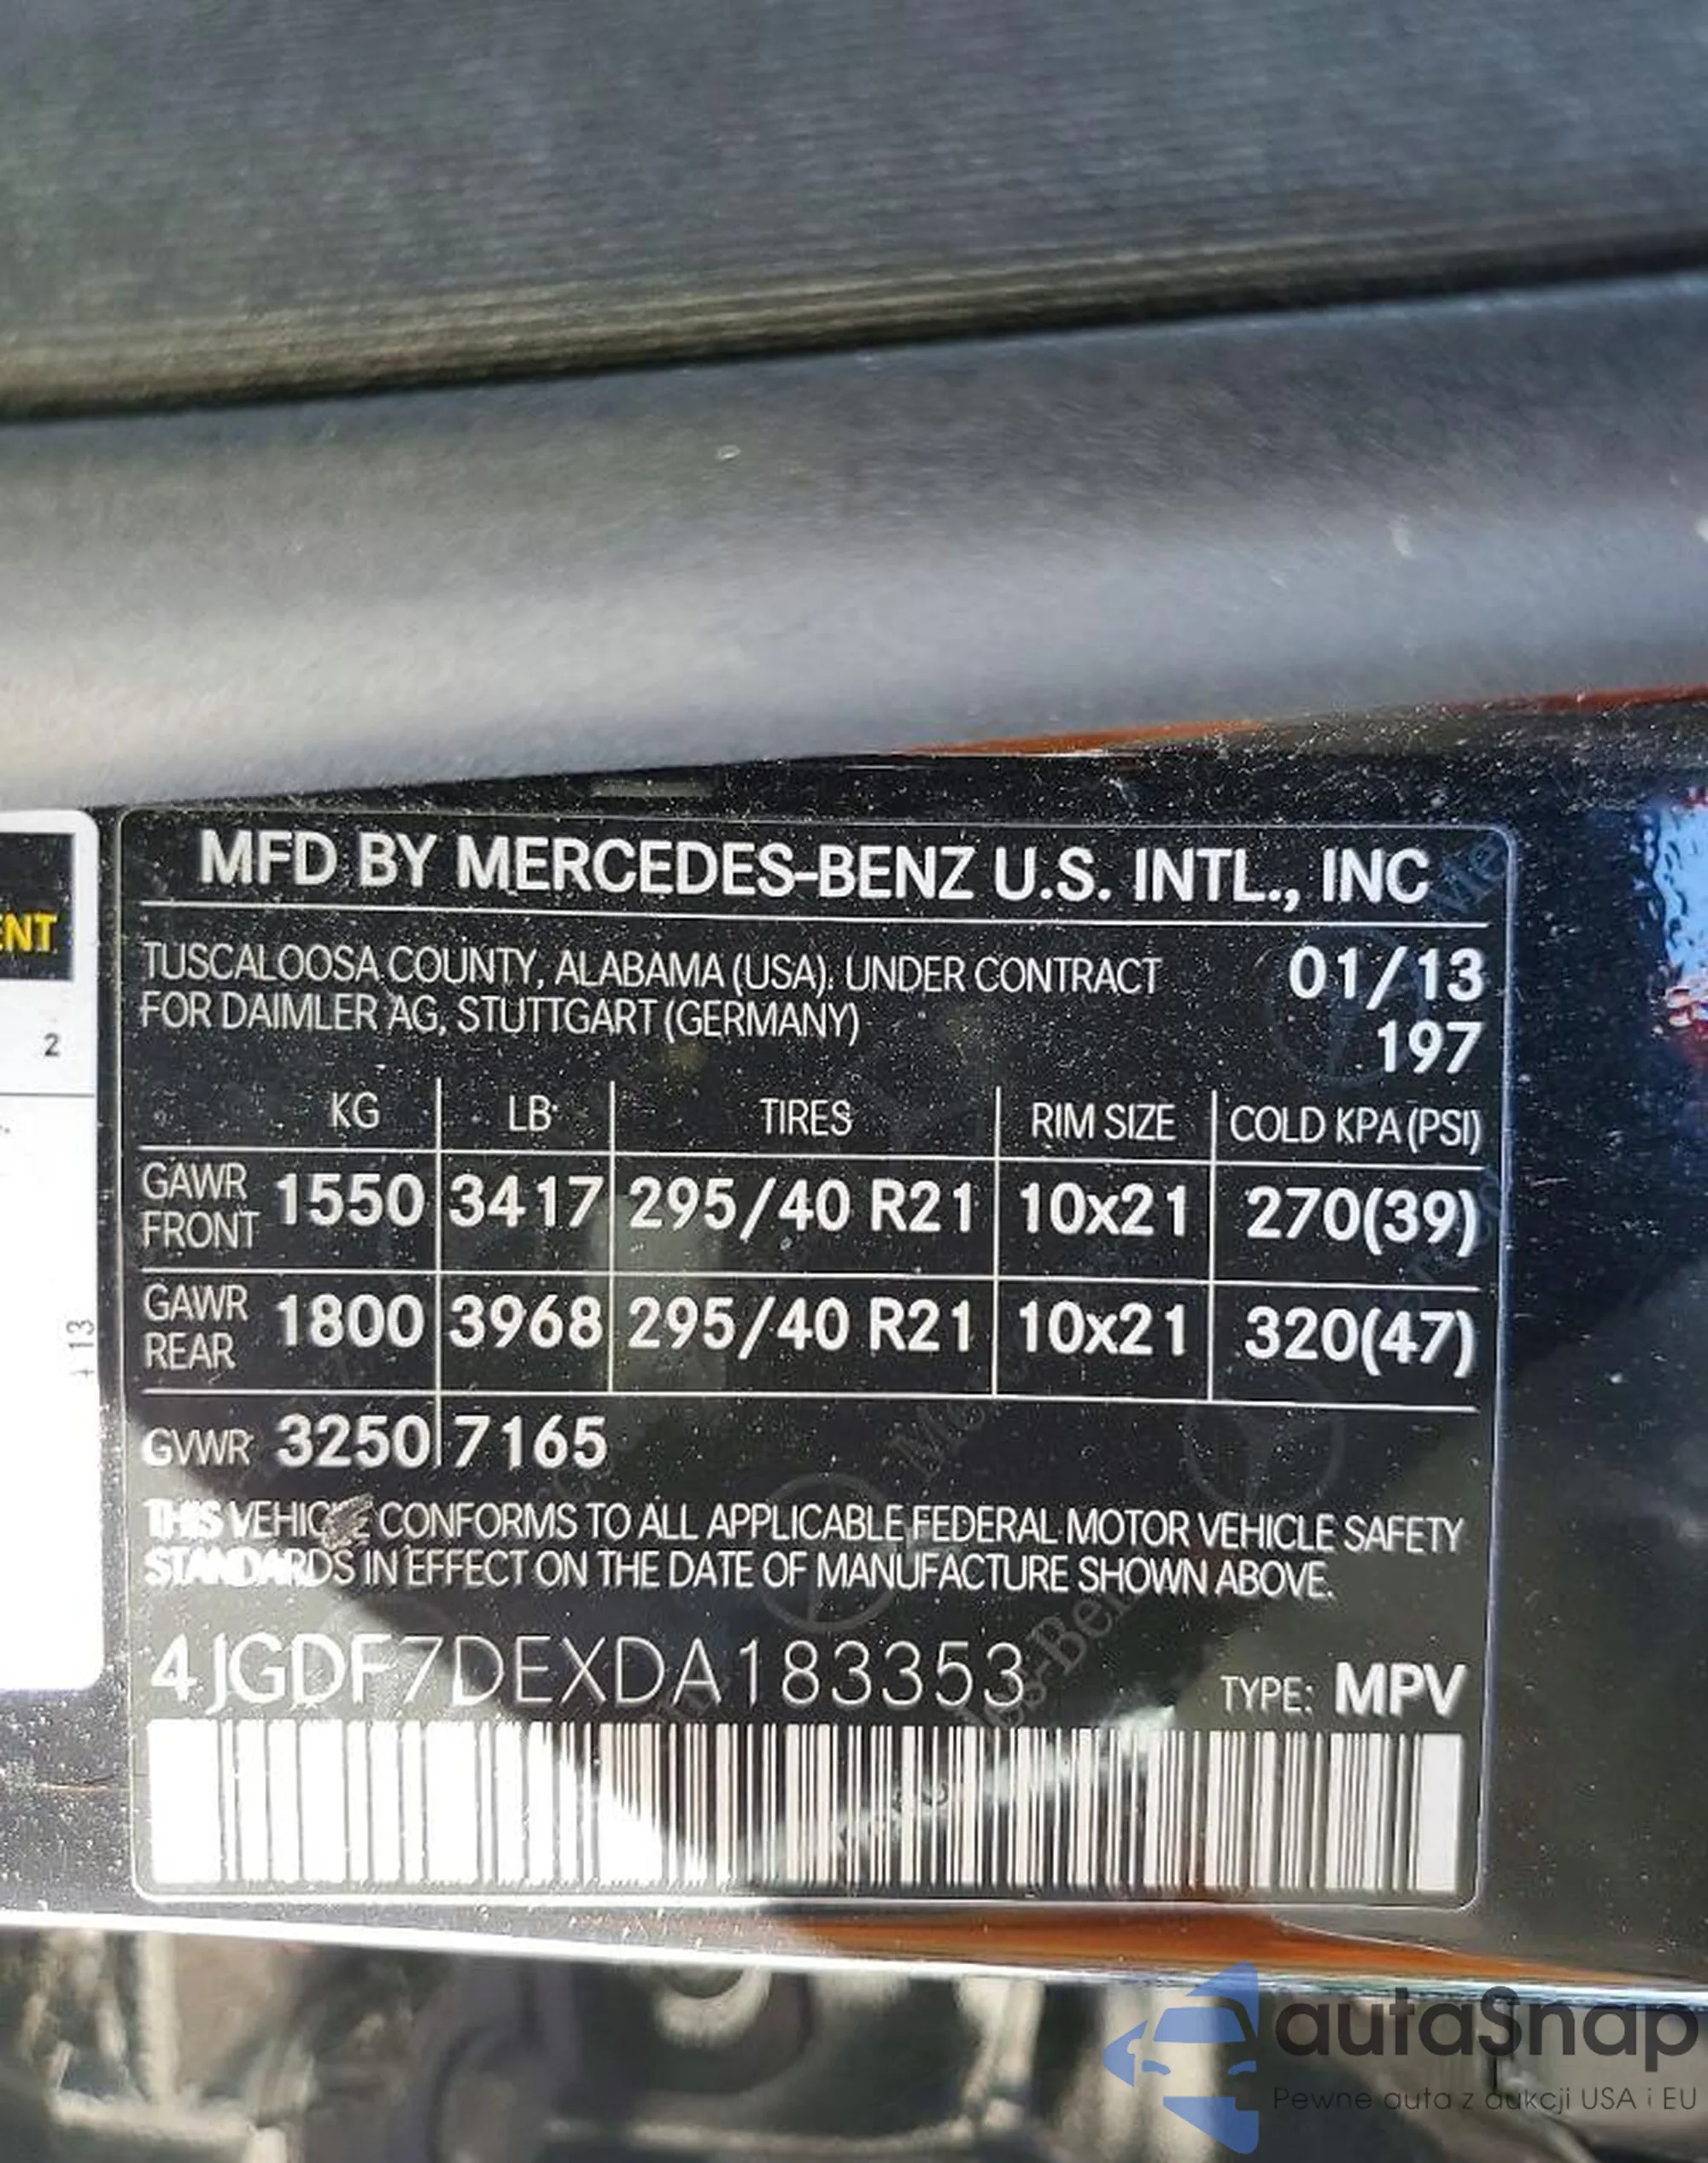 MFD BY MERCEDES-BENZ U.S. INTL., INC
TUSCALOOSA COUNTY, ALABAMA (USA). UNDER CONTRACT
FOR DAIMLER AG, STUTTGART (GERMANY)
01/13
197
KG LB TIRES RIM SIZE COLD KPA (PSI)
GAWR FRONT 1550 3417 295/40 R21 10x21 270(39)
GAWR REAR 1800 3968 295/40 R21 10x21 320(47)
GVWR 3250 7165
THIS VEHICLE CONFORMS TO ALL APPLICABLE FEDERAL MOTOR VEHICLE SAFETY
STANDARDS IN EFFECT ON THE DATE OF MANUFACTURE SHOWN ABOVE.
4JGDF7DEXDA183353 TYPE: MPV
ENT
2
13
autaSnap
Pewne auta z aukcji USA i EU